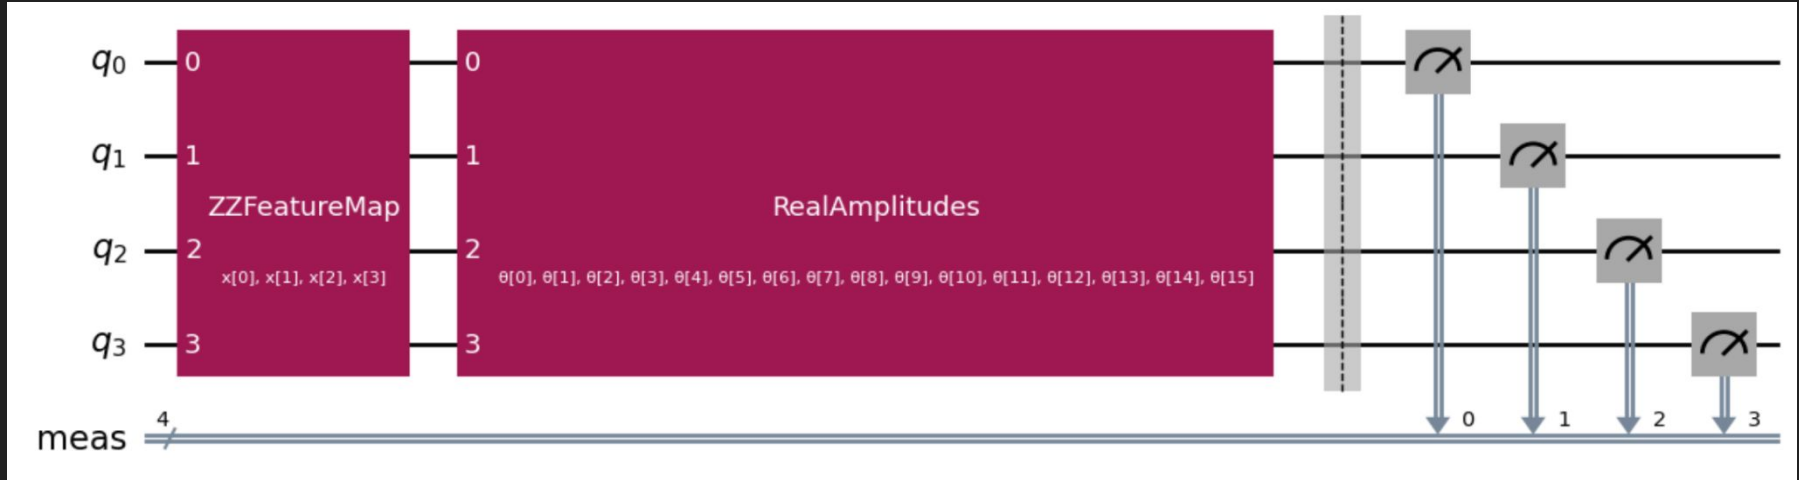 q0 0 0
q1 1 1
ZZFeatureMap RealAmplitudes
q2 2 2
x[0], x[1], x[2], x[3] θ[0], θ[1], θ[2], θ[3], θ[4], θ[5], θ[6], θ[7], θ[8], θ[9], θ[10], θ[11], θ[12], θ[13], θ[14], θ[15]
q3 3 3
4 0 1 2 3
meas